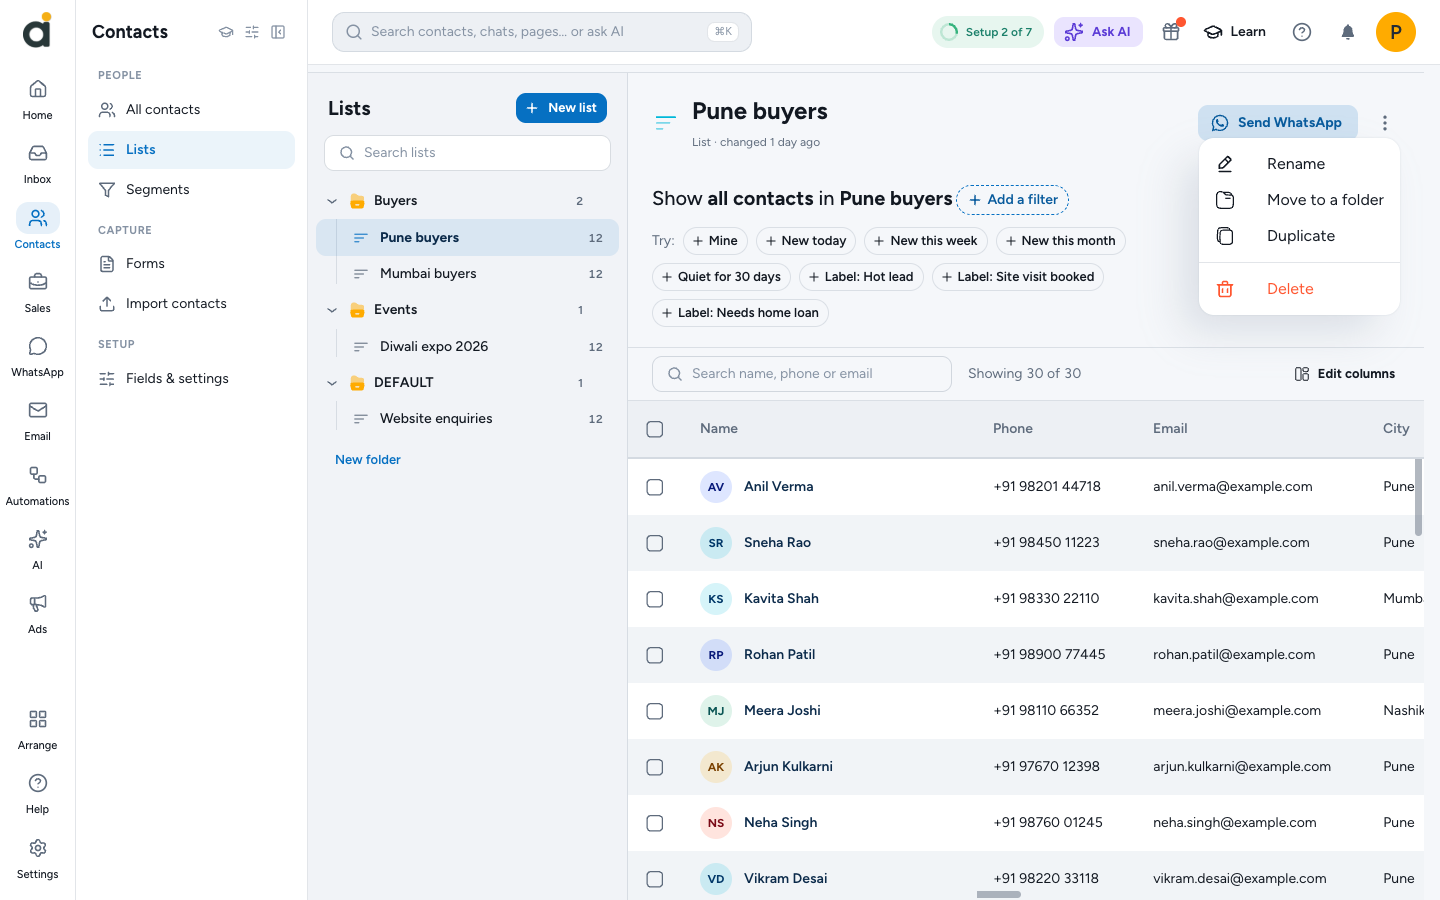 Contacts
Search contacts, chats, pages... or ask AI
⌘K
Setup 2 of 7
Ask AI
Learn
P
Home
Inbox
Contacts
Sales
WhatsApp
Email
Automations
AI
Ads
Arrange
Help
Settings
PEOPLE
All contacts
Lists
Segments
CAPTURE
Forms
Import contacts
SETUP
Fields & settings
Lists
New list
Search lists
Buyers 2
Pune buyers 12
Mumbai buyers 12
Events 1
Diwali expo 2026 12
DEFAULT 1
Website enquiries 12
New folder
Pune buyers
List · changed 1 day ago
Send WhatsApp
Rename
Move to a folder
Duplicate
Delete
Show all contacts in Pune buyers + Add a filter
Try: + Mine + New today + New this week + New this month
+ Quiet for 30 days + Label: Hot lead + Label: Site visit booked
+ Label: Needs home loan
Search name, phone or email
Showing 30 of 30
Edit columns
Name Phone Email City
AV Anil Verma +91 98201 44718 anil.verma@example.com Pune
SR Sneha Rao +91 98450 11223 sneha.rao@example.com Pune
KS Kavita Shah +91 98330 22110 kavita.shah@example.com Mumb
RP Rohan Patil +91 98900 77445 rohan.patil@example.com Pune
MJ Meera Joshi +91 98110 66352 meera.joshi@example.com Nashik
AK Arjun Kulkarni +91 97670 12398 arjun.kulkarni@example.com Pune
NS Neha Singh +91 98760 01245 neha.singh@example.com Pune
VD Vikram Desai +91 98220 33118 vikram.desai@example.com Pune